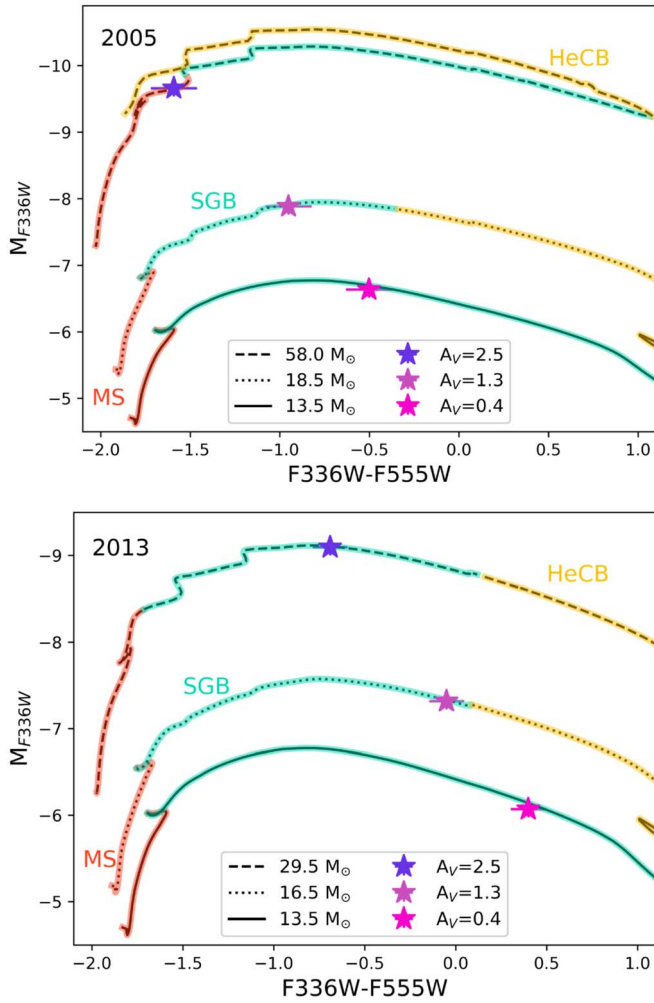 2005
HeCB
−10
−9
−8
−7
−6
−5
M_F336W
SGB
MS
58.0 M⊙ A_V=2.5
18.5 M⊙ A_V=1.3
13.5 M⊙ A_V=0.4
−2.0 −1.5 −1.0 −0.5 0.0 0.5 1.0
F336W-F555W
2013
HeCB
−9
−8
−7
−6
−5
M_F336W
SGB
MS
29.5 M⊙ A_V=2.5
16.5 M⊙ A_V=1.3
13.5 M⊙ A_V=0.4
−2.0 −1.5 −1.0 −0.5 0.0 0.5 1.0
F336W-F555W